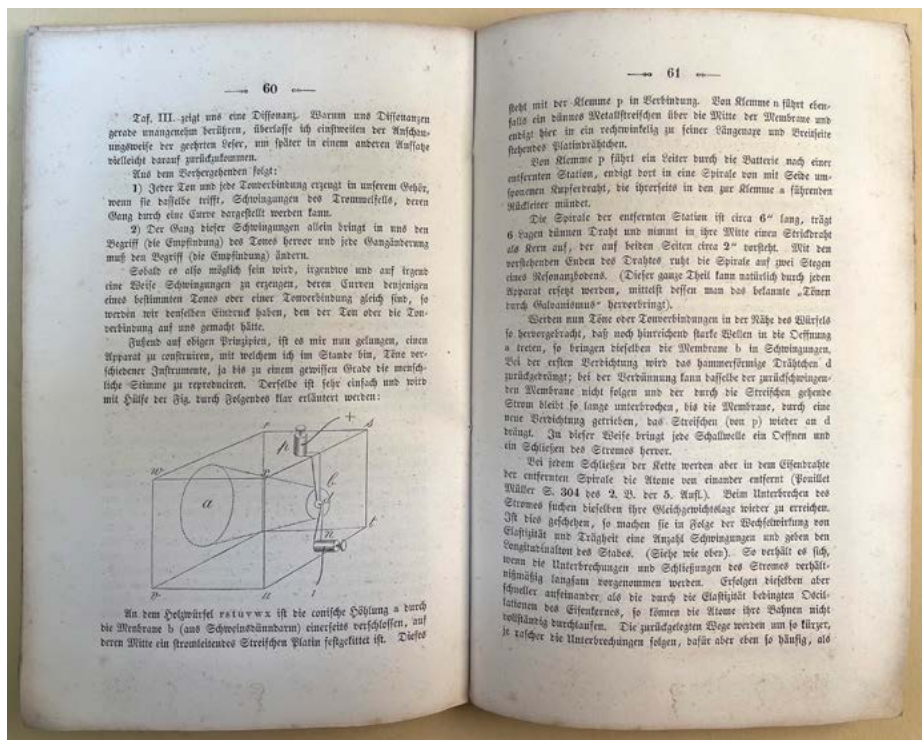 60
Taf. III. zeigt uns eine Dissonanz. Warum uns Dissonanzen
gerade unangenehm berühren, überlasse ich einstweilen der Anschau-
ungsweise der geehrten Leser, um später in einem anderen Aufsatze
vielleicht darauf zurückzukommen.
Aus dem Vorhergehenden folgt:
1) Jeder Ton und jede Tonverbindung erzeugt in unserem Gehör,
wenn sie dasselbe trifft, Schwingungen des Trommelfells, deren
Gang durch eine Curve dargestellt werden kann.
2) Der Gang dieser Schwingungen allein bringt in uns den
Begriff (die Empfindung) des Tones hervor und jede Gangänderung
muß den Begriff (die Empfindung) ändern.
Sobald es also möglich sein wird, irgendwo und auf irgend
eine Weise Schwingungen zu erzeugen, deren Curven denjenigen
eines bestimmten Tones oder einer Tonverbindung gleich sind, so
werden wir denselben Eindruck haben, den der Ton oder die Ton-
verbindung auf uns gemacht hätte.
Fußend auf obigen Prinzipien, ist es mir nun gelungen, einen
Apparat zu construiren, mit welchem ich im Stande bin, Töne ver-
schiedener Instrumente, ja bis zu einem gewissen Grade die mensch-
liche Stimme zu reproduciren. Derselbe ist sehr einfach und wird
mit Hülfe der Fig. durch Folgendes klar erläutert werden:
r
s
p
+
w
x
a
b
d
n
t
v
u
An dem Holzwürfel r s t u v w x ist die conische Höhlung a durch
die Membrane b (aus Schweinsdünndarm) einerseits verschlossen, auf
deren Mitte ein stromleitendes Streifchen Platin festgekittet ist. Dieses
61
steht mit der Klemme p in Verbindung. Von Klemme n führt eben-
falls ein dünnes Metallstreifchen über die Mitte der Membrane und
endigt hier in ein rechtwinklig zu seiner Längenaxe und Breitseite
stehendes Platindrähtchen.
Von Klemme p führt ein Leiter durch die Batterie nach einer
entfernten Station, endigt dort in eine Spirale von mit Seide um-
sponnenen Kupferdraht, die ihrerseits in den zur Klemme n führenden
Rückleiter mündet.
Die Spirale der entfernten Station ist circa 6" lang, trägt
6 Lagen dünnen Draht und nimmt in ihre Mitte einen Strickdraht
als Kern auf, der auf beiden Seiten circa 2" vorsteht. Mit den
vorstehenden Enden des Drahtes ruht die Spirale auf zwei Stegen
eines Resonanzbodens. (Dieser ganze Theil kann natürlich durch jeden
Apparat ersetzt werden, mittelst dessen man das bekannte „Tönen
durch Galvanismus" hervorbringt).
Werden nun Töne oder Tonverbindungen in der Nähe des Würfels
so hervorgebracht, daß noch hinreichend starke Wellen in die Oeffnung
a treten, so bringen dieselben die Membrane b in Schwingungen.
Bei der ersten Verdichtung wird das hammerförmige Drähtchen d
zurückgedrängt; bei der Verdünnung kann dasselbe der zurückschwingen-
den Membrane nicht folgen und der durch die Streifchen gehende
Strom bleibt so lange unterbrochen, bis die Membrane, durch eine
neue Verdichtung getrieben, das Streifchen (von p) wieder an d
drängt. In dieser Weise bringt jede Schallwelle ein Oeffnen und
ein Schließen des Stromes hervor.
Bei jedem Schließen der Kette werden aber in dem Eisendrahte
der entfernten Spirale die Atome von einander entfernt (Pouillet
Müller S. 304 des 2. B. der 5. Aufl.). Beim Unterbrechen des
Stromes suchen dieselben ihre Gleichgewichtslage wieder zu erreichen.
Ist dies geschehen, so machen sie in Folge der Wechselwirkung von
Elastizität und Trägheit eine Anzahl Schwingungen und geben den
Longitudinalton des Stabes. (Siehe wie oben). So verhält es sich,
wenn die Unterbrechungen und Schließungen des Stromes verhält-
nißmäßig langsam vorgenommen werden. Erfolgen dieselben aber
schneller aufeinander, als die durch die Elastizität bedingten Oscil-
lationen des Eisenkernes, so können die Atome ihre Bahnen nicht
vollständig durchlaufen. Die zurückgelegten Wege werden um so kürzer,
je rascher die Unterbrechungen folgen, dafür aber eben so häufig, als